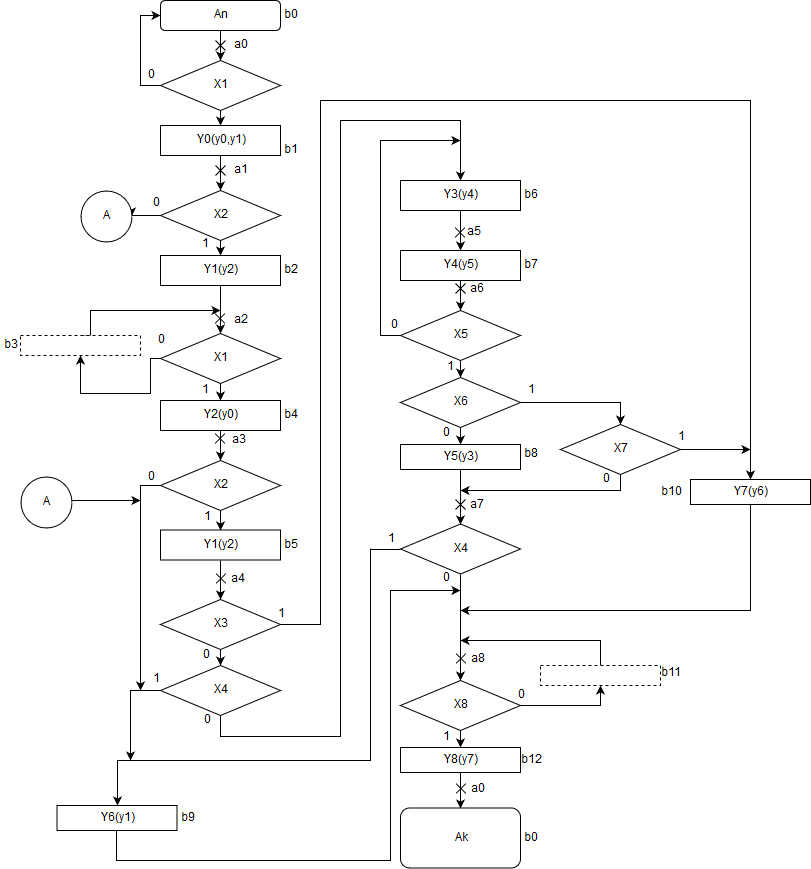 An
b0
a0
0
X1
Y0(y0,y1)
b1
a1
0
A
X2
1
Y1(y2)
b2
a2
b3
0
X1
1
Y2(y0)
b4
a3
0
X2
A
1
Y1(y2)
b5
a4
1
X3
0
1
X4
0
Y6(y1)
b9
Y3(y4)
b6
a5
Y4(y5)
b7
a6
0
X5
1
X6
1
0
X7
1
0
Y5(y3)
b8
b10
Y7(y6)
a7
1
X4
0
a8
b11
X8
0
1
Y8(y7)
b12
a0
Ak
b0